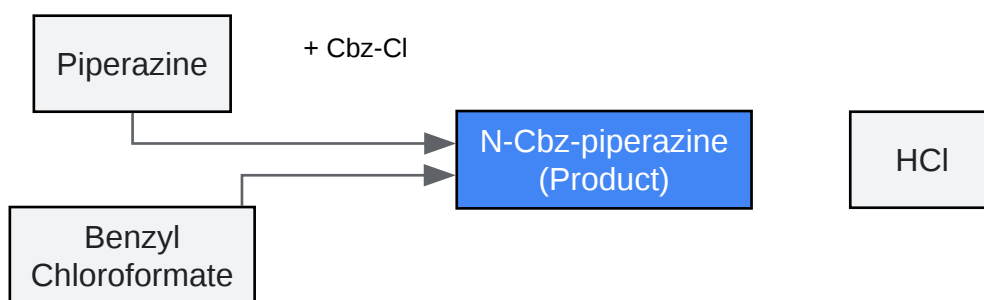 Piperazine
+ Cbz-Cl
N-Cbz-piperazine
(Product)
HCl
Benzyl
Chloroformate